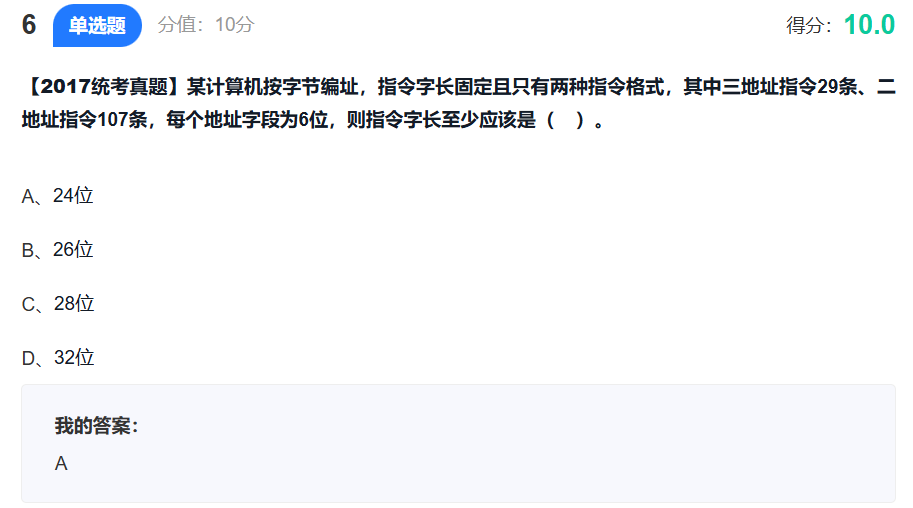 6 单选题 分值：10分 得分：10.0
【2017统考真题】某计算机按字节编址，指令字长固定且只有两种指令格式，其中三地址指令29条、二
地址指令107条，每个地址字段为6位，则指令字长至少应该是（ ）。
A、24位
B、26位
C、28位
D、32位
我的答案：
A